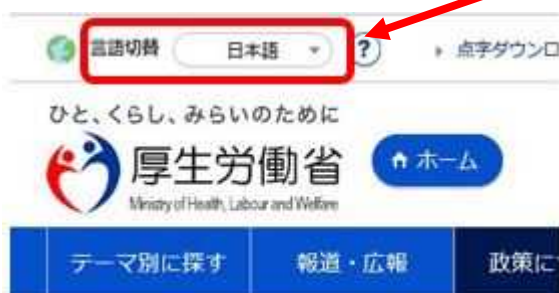 言語切替 日本語 ? 点字ダウンロ
ひと、くらし、みらいのために
厚生労働省 ホーム
Ministry of Health, Labour and Welfare
テーマ別に探す 報道・広報 政策に